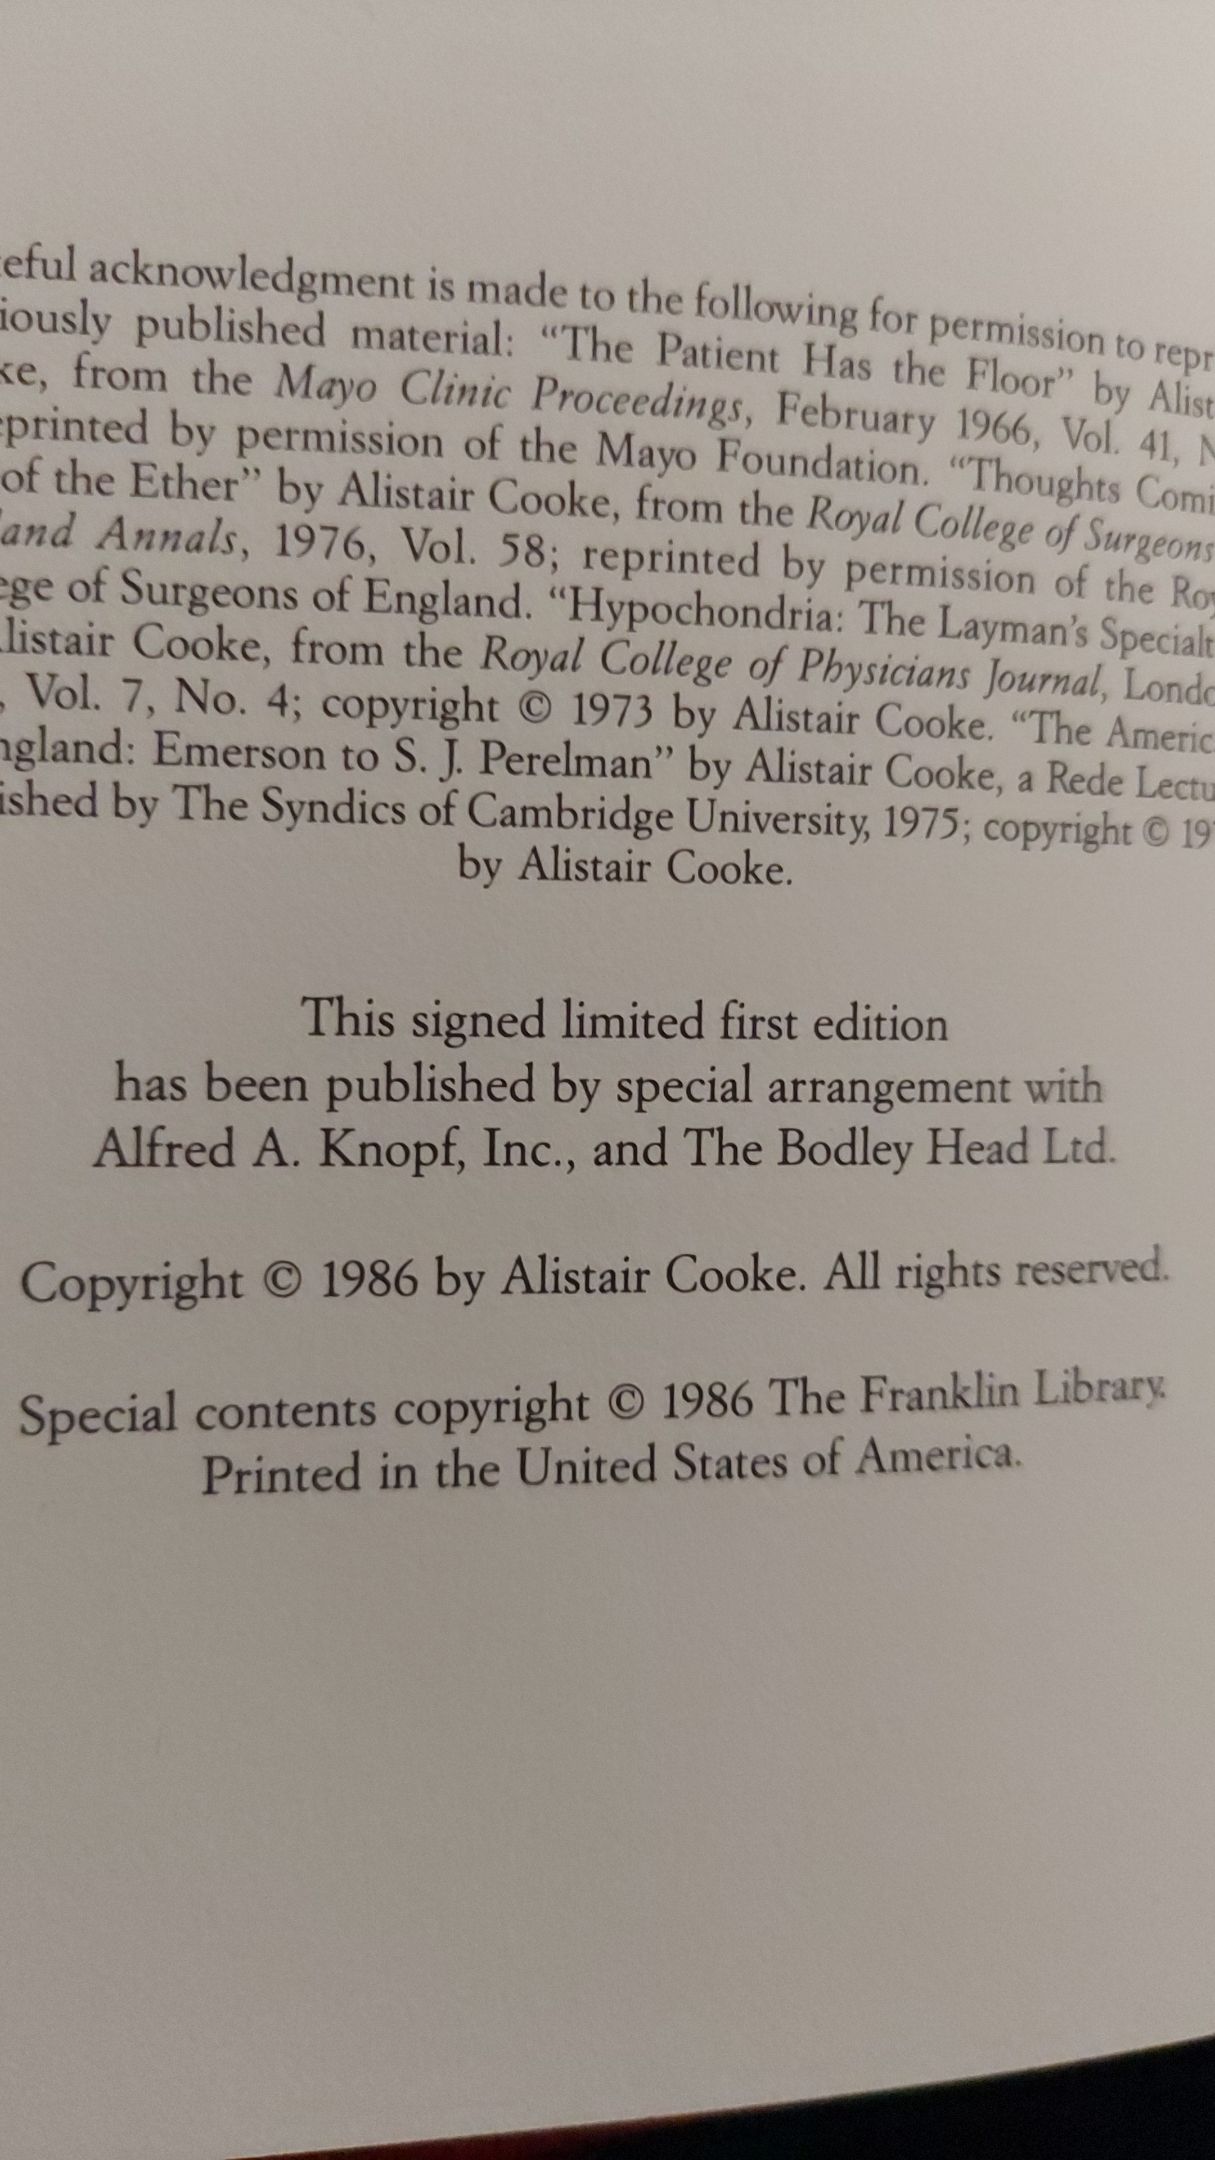 eful acknowledgment is made to the following for permission to repr
iously published material: “The Patient Has the Floor” by Alist
ke, from the Mayo Clinic Proceedings, February 1966, Vol. 41, N
eprinted by permission of the Mayo Foundation. “Thoughts Comi
of the Ether” by Alistair Cooke, from the Royal College of Surgeons
land Annals, 1976, Vol. 58; reprinted by permission of the Roy
ege of Surgeons of England. “Hypochondria: The Layman’s Specialt
listair Cooke, from the Royal College of Physicians Journal, Londo
, Vol. 7, No. 4; copyright © 1973 by Alistair Cooke. “The Americ
ngland: Emerson to S. J. Perelman” by Alistair Cooke, a Rede Lectu
ished by The Syndics of Cambridge University, 1975; copyright © 19
by Alistair Cooke.
This signed limited first edition
has been published by special arrangement with
Alfred A. Knopf, Inc., and The Bodley Head Ltd.
Copyright © 1986 by Alistair Cooke. All rights reserved.
Special contents copyright © 1986 The Franklin Library.
Printed in the United States of America.